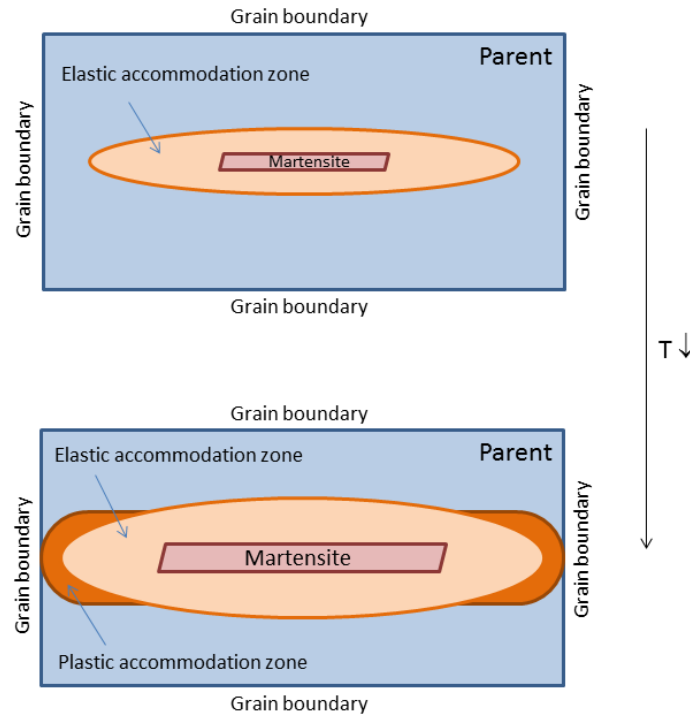 Grain boundary
Parent
Elastic accommodation zone
Grain boundary
Martensite
Grain boundary
Grain boundary
T ↓
Grain boundary
Parent
Elastic accommodation zone
Grain boundary
Martensite
Grain boundary
Plastic accommodation zone
Grain boundary